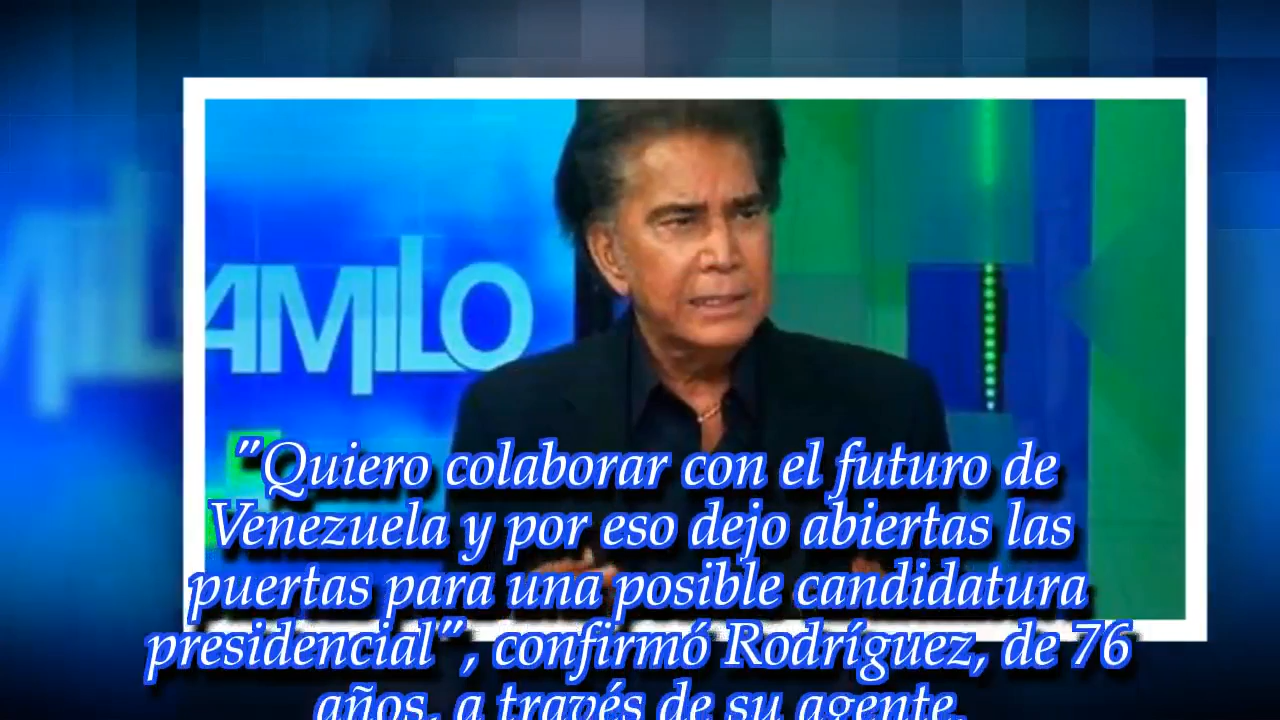 AMILO
"Quiero colaborar con el futuro de
Venezuela y por eso dejo abiertas las
puertas para una posible candidatura
presidencial", confirmó Rodríguez, de 76
años, a través de su agente.